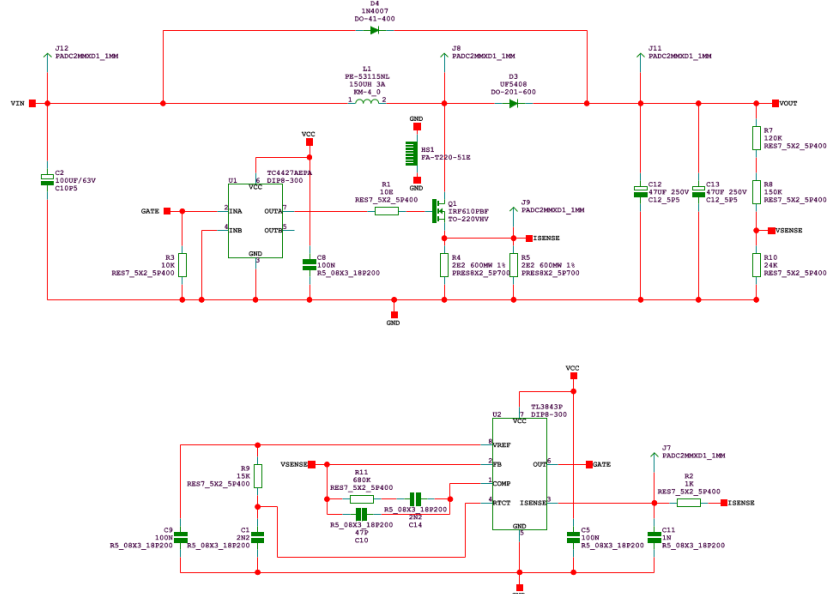 D4
1N4007
DO-41-400
J12
PADC2MMXD1_1MM
L1
PE-53115NL
150UH 3A
KM-4_0
1
2
J8
PADC2MMXD1_1MM
D3
UF5408
DO-201-600
J11
PADC2MMXD1_1MM
VIN
VOUT
C2
100UF/63V
C10P5
VCC
GND
HS1
FA-T220-51E
GND
R7
120K
RES7_5X2_5P400
U1
TC4427AEPA
DIP8-300
6
VCC
GATE
2
INA
OUTA
7
4
INB
OUTB
5
GND
3
R1
10E
RES7_5X2_5P400
Q1
IRF610PBF
TO-220VHV
J9
PADC2MMXD1_1MM
ISENSE
C12
47UF 250V
C12_5P5
C13
47UF 250V
C12_5P5
R8
150K
RES7_5X2_5P400
VSENSE
R3
10K
RES7_5X2_5P400
C8
100N
R5_08X3_18P200
R4
2E2 600MW 1%
PRES8X2_5P700
R5
2E2 600MW 1%
PRES8X2_5P700
R10
24K
RES7_5X2_5P400
GND
VCC
U2
TL3843P
DIP8-300
7
VCC
8
VREF
2
FB
OUT
6
GATE
1
COMP
4
RTCT
ISENSE
3
GND
5
J7
PADC2MMXD1_1MM
R2
1K
RES7_5X2_5P400
ISENSE
R9
15K
RES7_5X2_5P400
VSENSE
R11
680K
RES7_5X2_5P400
R5_08X3_18P200
2N2
C14
R5_08X3_18P200
47P
C10
C9
100N
R5_08X3_18P200
C1
2N2
R5_08X3_18P200
C5
100N
R5_08X3_18P200
C11
1N
R5_08X3_18P200